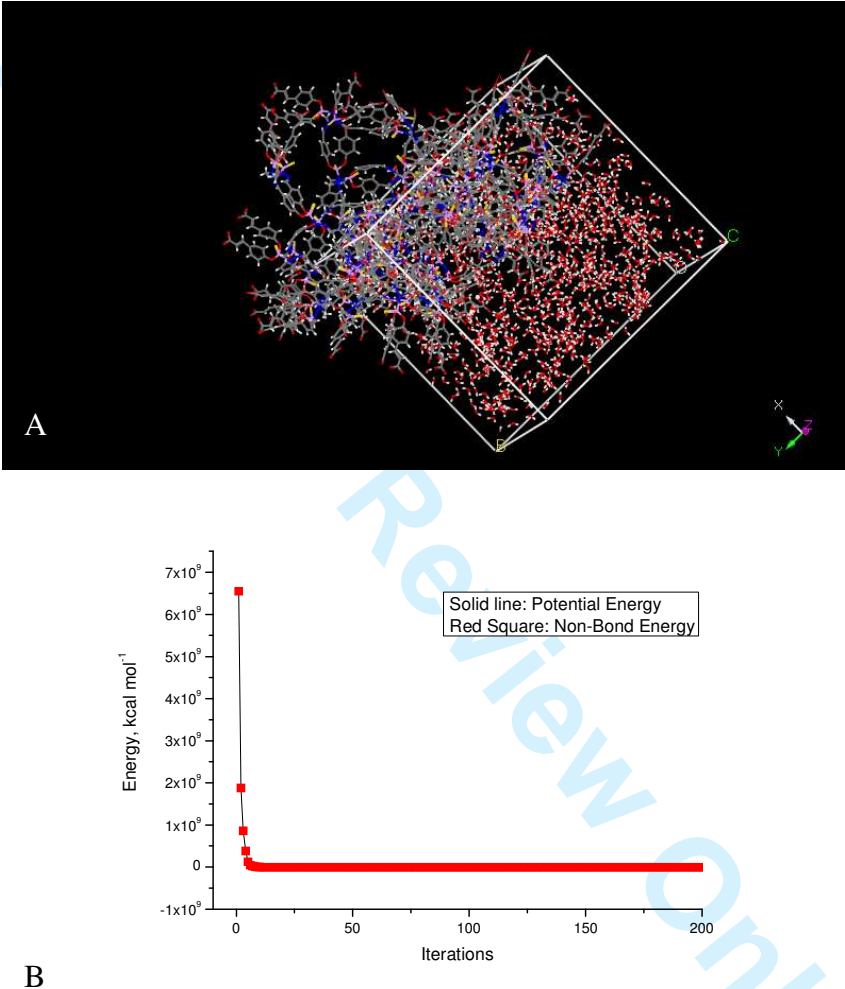 C
O
B
X
Z
Y
A
Review Onl
7x10⁹
6x10⁹
5x10⁹
4x10⁹
3x10⁹
2x10⁹
1x10⁹
0
-1x10⁹
Energy, kcal mol⁻¹
Solid line: Potential Energy
Red Square: Non-Bond Energy
0 50 100 150 200
Iterations
B